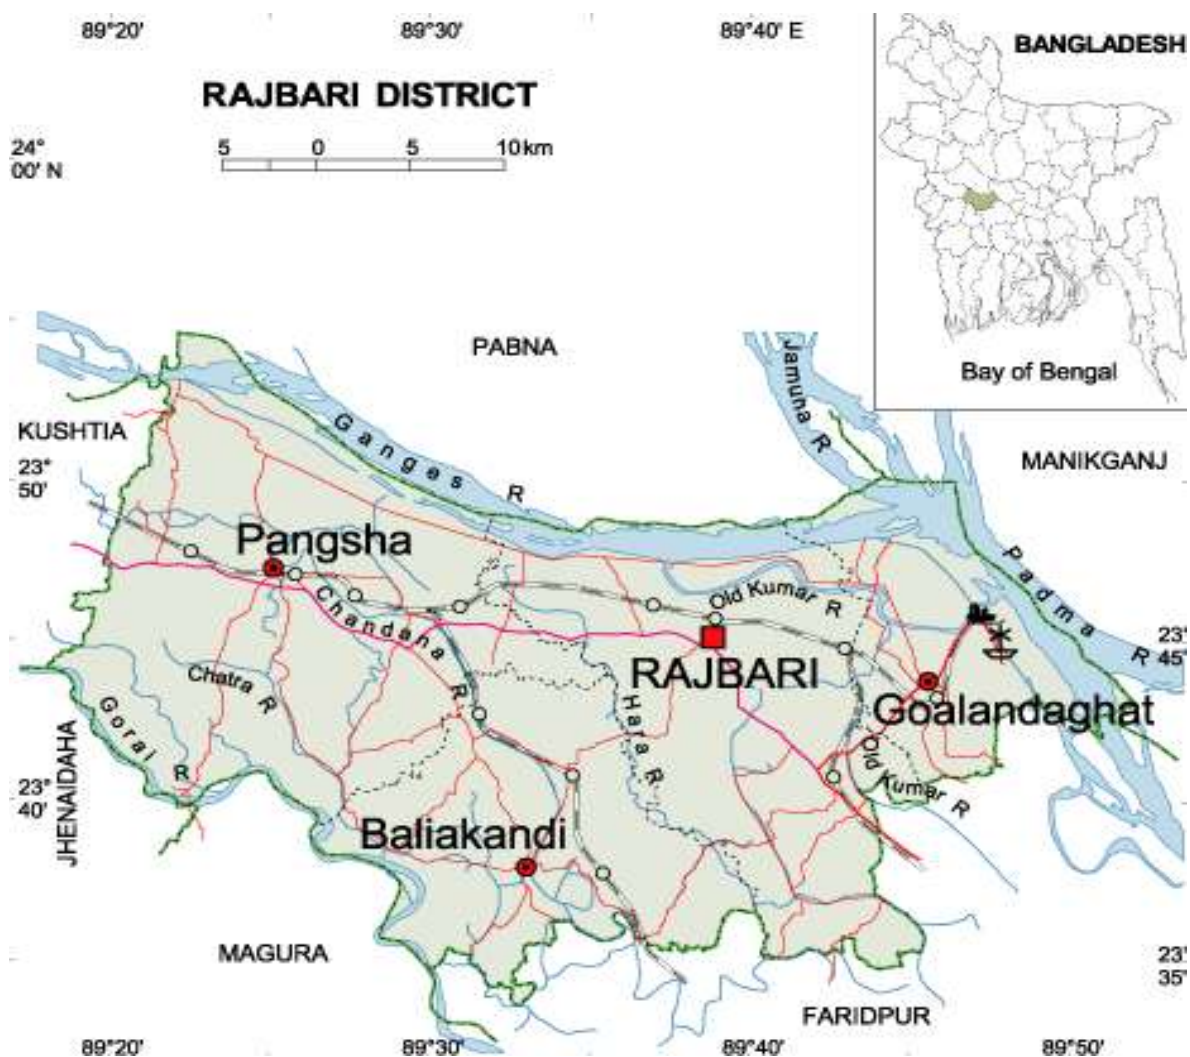 89°20'
89°30'
89°40' E
BANGLADESH
RAJBARI DISTRICT
5 0 5 10 km
24°
00' N
Bay of Bengal
PABNA
Jamuna R
KUSHTIA
Ganges R
MANIKGANJ
23°
50'
Pangsha
Padma R
Chandana R
Old Kumar R
23°
45'
RAJBARI
Chatra R
Gorai R
Harai R
Goalandaghat
Old Kumar R
JHENAIDAHA
23°
40'
Baliakandi
MAGURA
23°
35'
FARIDPUR
89°20'
89°30'
89°40'
89°50'